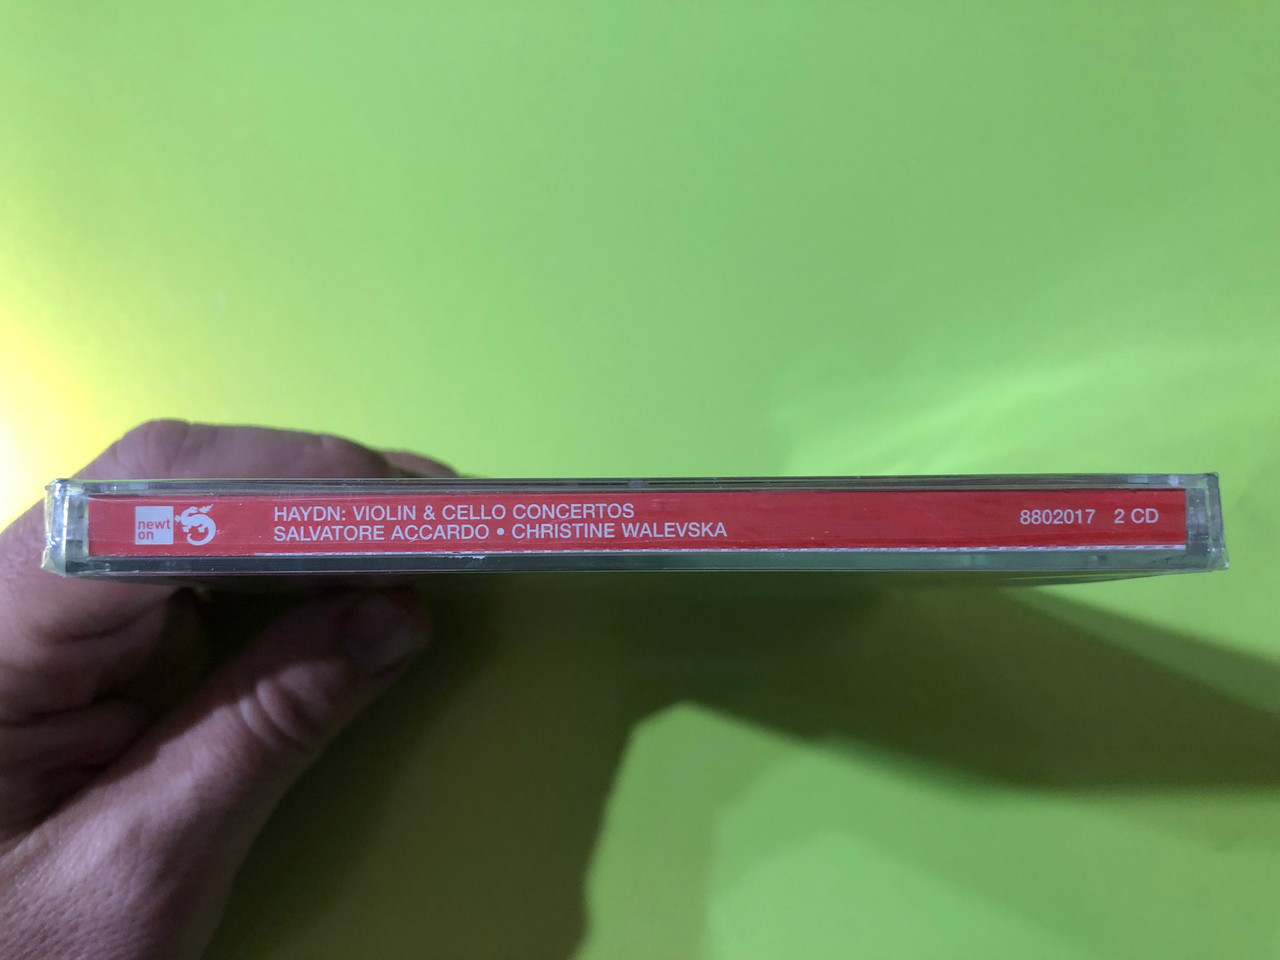 newt
on
HAYDN: VIOLIN & CELLO CONCERTOS
SALVATORE ACCARDO • CHRISTINE WALEVSKA
8802017 2 CD